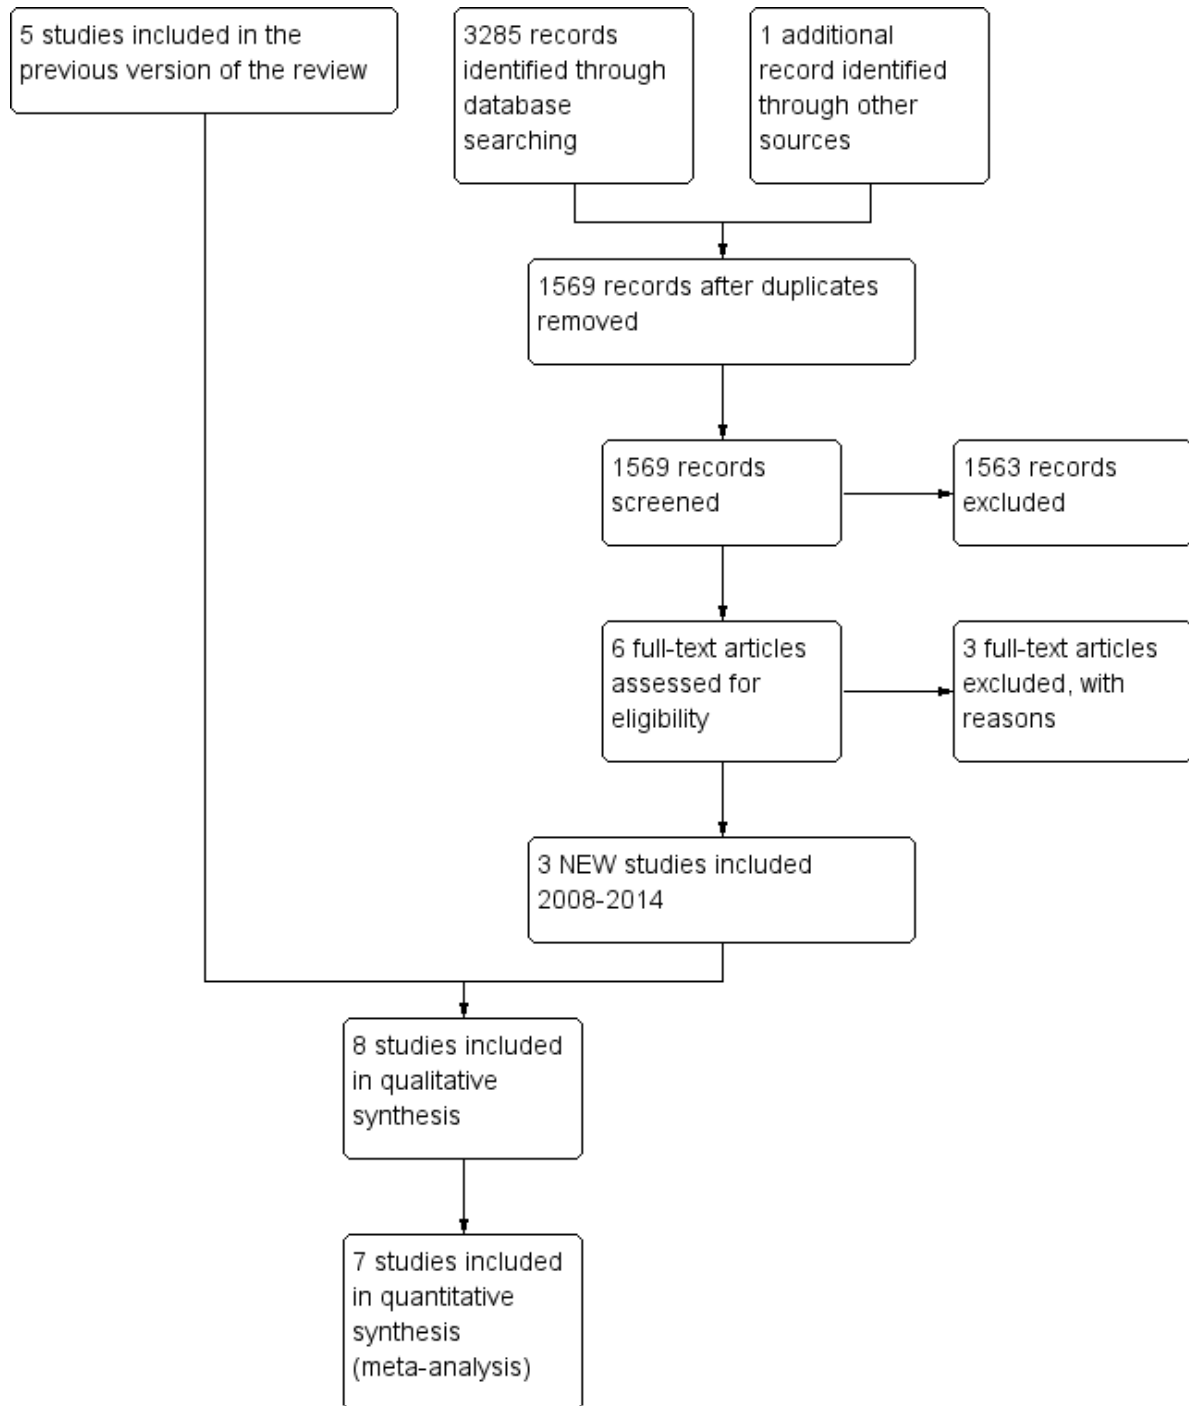 5 studies included in the
previous version of the review
3285 records
identified through
database
searching
1 additional
record identified
through other
sources
1569 records after duplicates
removed
1569 records
screened
1563 records
excluded
6 full-text articles
assessed for
eligibility
3 full-text articles
excluded, with
reasons
3 NEW studies included
2008-2014
8 studies included
in qualitative
synthesis
7 studies included
in quantitative
synthesis
(meta-analysis)